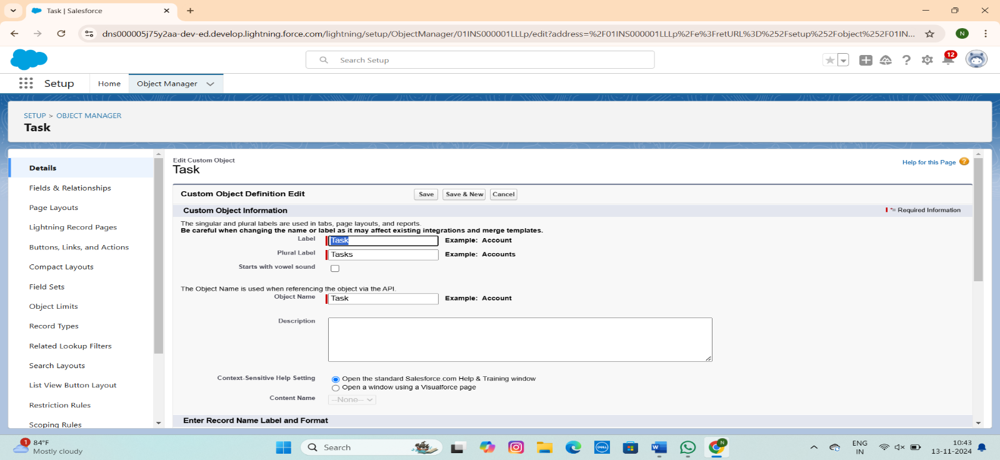 Task | Salesforce
dns000005j75y2aa-dev-ed.develop.lightning.force.com/lightning/setup/ObjectManager/01INS000001LLLp/edit?address=%2F01INS000001LLLp%2Fe%3FretURL%3D%252Fsetup%252Fobject%252F01IN...
N
Search Setup
12
Setup
Home
Object Manager
SETUP > OBJECT MANAGER
Task
Details
Fields & Relationships
Page Layouts
Lightning Record Pages
Buttons, Links, and Actions
Compact Layouts
Field Sets
Object Limits
Record Types
Related Lookup Filters
Search Layouts
List View Button Layout
Restriction Rules
Scoping Rules
Edit Custom Object
Task
Help for this Page ?
Custom Object Definition Edit
Save
Save & New
Cancel
Custom Object Information
= Required Information
The singular and plural labels are used in tabs, page layouts, and reports.
Be careful when changing the name or label as it may affect existing integrations and merge templates.
Label Task Example: Account
Plural Label Tasks Example: Accounts
Starts with vowel sound
The Object Name is used when referencing the object via the API.
Object Name Task Example: Account
Description
Context-Sensitive Help Setting Open the standard Salesforce.com Help & Training window
Open a window using a Visualforce page
Content Name --None--
Enter Record Name Label and Format
1
84°F
Mostly cloudy
Search
DELL
W
N
ENG
IN
10:43
13-11-2024